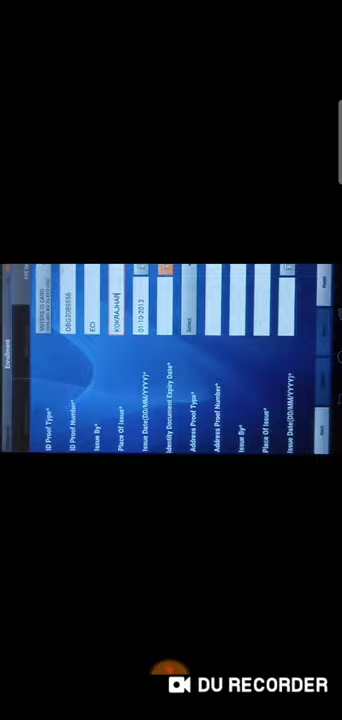 Enrollment
ID Proof Type* VOTERS ID CARD
ID Proof Number* DBG2089556
Issue By* ECI
Place Of Issue* KOKRAJHAR
Issue Date(DD/MM/YYYY)* 01-10-2013
Identity Document Expiry Date*
Address Proof Type* Select
Address Proof Number*
Issue By*
Place Of Issue*
Issue Date(DD/MM/YYYY)*
DU RECORDER